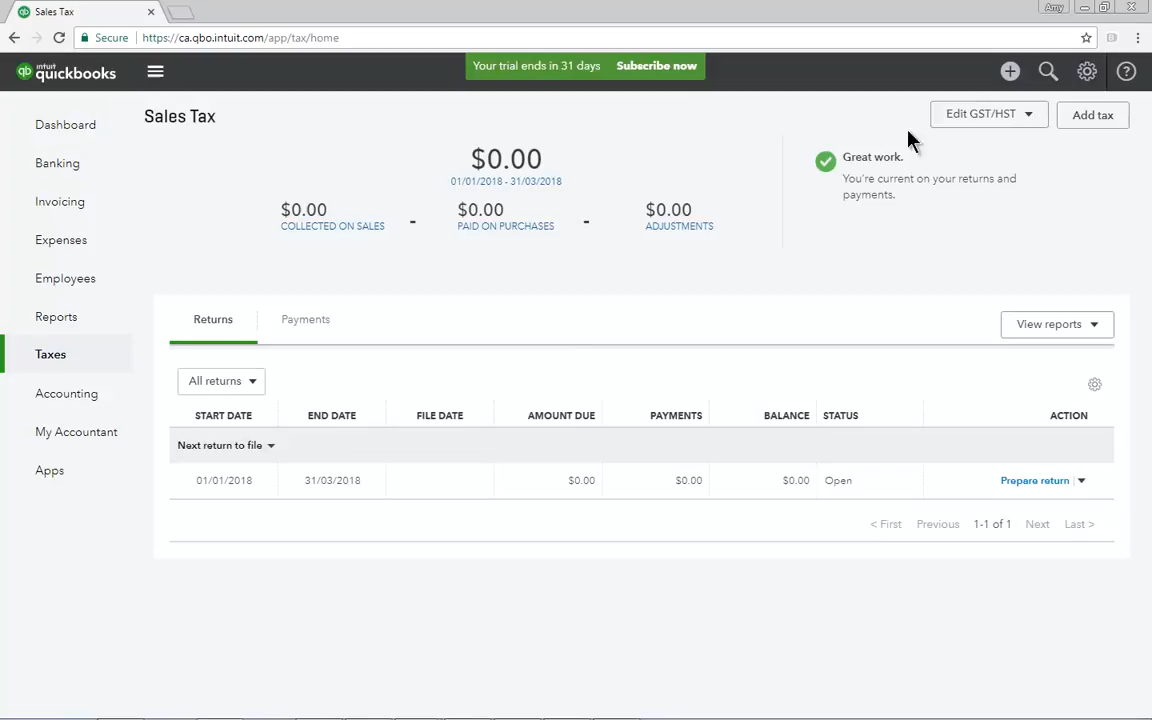 Sales Tax
Amy
Secure
https://ca.qbo.intuit.com/app/tax/home
qb intuit quickbooks
Your trial ends in 31 days Subscribe now
Dashboard
Banking
Invoicing
Expenses
Employees
Reports
Taxes
Accounting
My Accountant
Apps
Sales Tax
Edit GST/HST
Add tax
$0.00
01/01/2018 - 31/03/2018
$0.00 - $0.00 - $0.00
COLLECTED ON SALES PAID ON PURCHASES ADJUSTMENTS
Great work.
You're current on your returns and
payments.
Returns Payments
View reports
All returns
START DATE END DATE FILE DATE AMOUNT DUE PAYMENTS BALANCE STATUS ACTION
Next return to file
01/01/2018 31/03/2018 $0.00 $0.00 $0.00 Open Prepare return
< First Previous 1-1 of 1 Next Last >